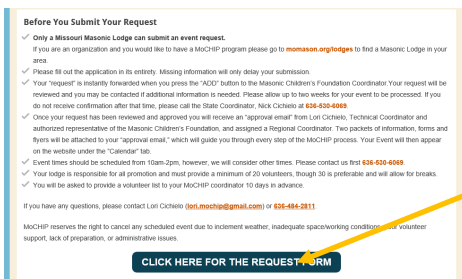 Before You Submit Your Request
Only a Missouri Masonic Lodge can submit an event request.
If you are an organization and you would like to have a MoCHIP program please go to momason.org/lodges to find a Masonic Lodge in your
area.
Please fill out the application in its entirety. Missing information will only delay your submission.
Your "request" is instantly forwarded when you press the "ADD" button to the Masonic Children's Foundation Coordinator.Your request will be
reviewed and you may be contacted if additional information is needed. Please allow up to two weeks for your event to be processed. If you
do not receive confirmation after that time, please call the State Coordinator, Nick Cichielo at 636-530-6069.
Once your request has been reviewed and approved you will receive an "approval email" from Lori Cichielo, Technical Coordinator and
authorized representative of the Masonic Children's Foundation, and assigned a Regional Coordinator. Two packets of information, forms and
flyers will be attached to your "approval email," which will guide you through every step of the MoCHIP process. Your Event will then appear
on the website under the "Calendar" tab.
Event times should be scheduled from 10am-2pm, however, we will consider other times. Please contact us first 636-530-6069.
Your lodge is responsible for all promotion and must provide a minimum of 20 volunteers, though 30 is preferable and will allow for breaks.
You will be asked to provide a volunteer list to your MoCHIP coordinator 10 days in advance.
If you have any questions, please contact Lori Cichielo (lori.mochip@gmail.com) or 636-484-2811.
MoCHIP reserves the right to cancel any scheduled event due to inclement weather, inadequate space/working conditions, your volunteer
support, lack of preparation, or administrative issues.
CLICK HERE FOR THE REQUEST FORM